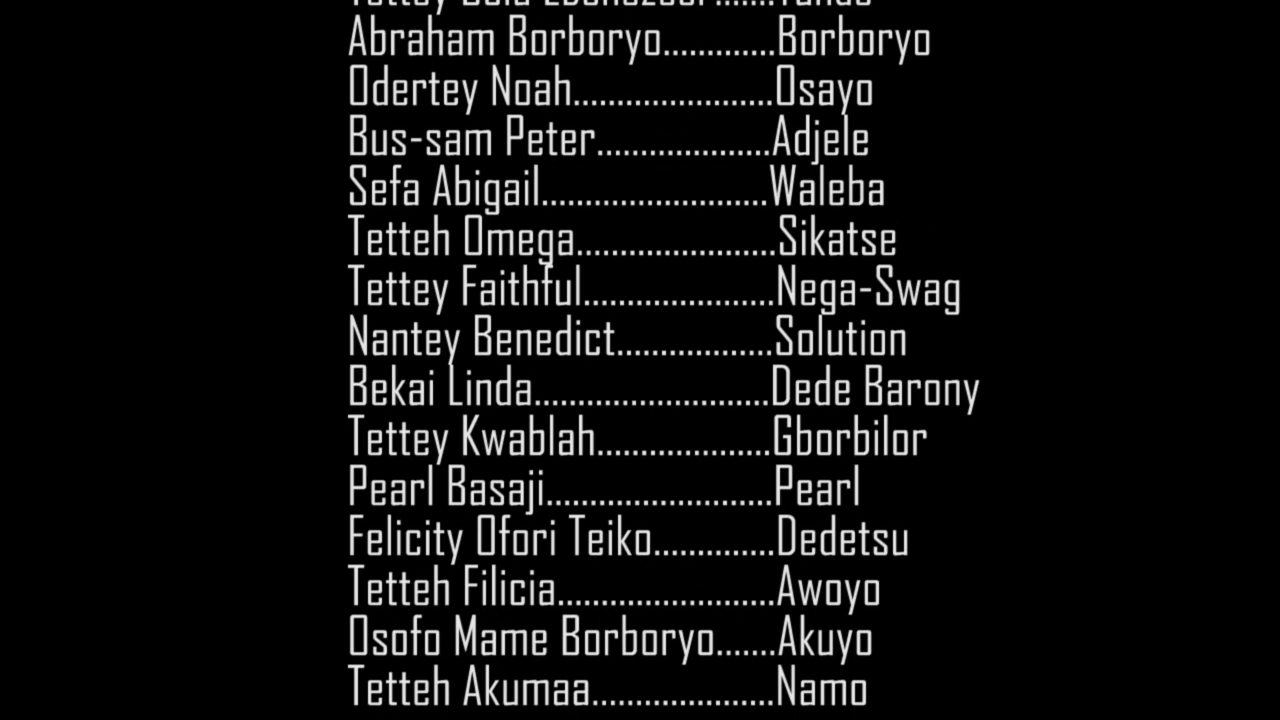 Abraham Borboryo.............Borboryo
Odertey Noah.......................Osayo
Bus-sam Peter....................Adjele
Sefa Abigail..........................Waleba
Tetteh Omega.......................Sikatse
Tettey Faithful......................Nega-Swag
Nantey Benedict..................Solution
Bekai Linda...........................Dede Barony
Tettey Kwablah....................Gborbilor
Pearl Basaji..........................Pearl
Felicity Ofori Teiko..............Dedetsu
Tetteh Filicia.........................Awoyo
Osofo Mame Borboryo.......Akuyo
Tetteh Akumaa.....................Namo